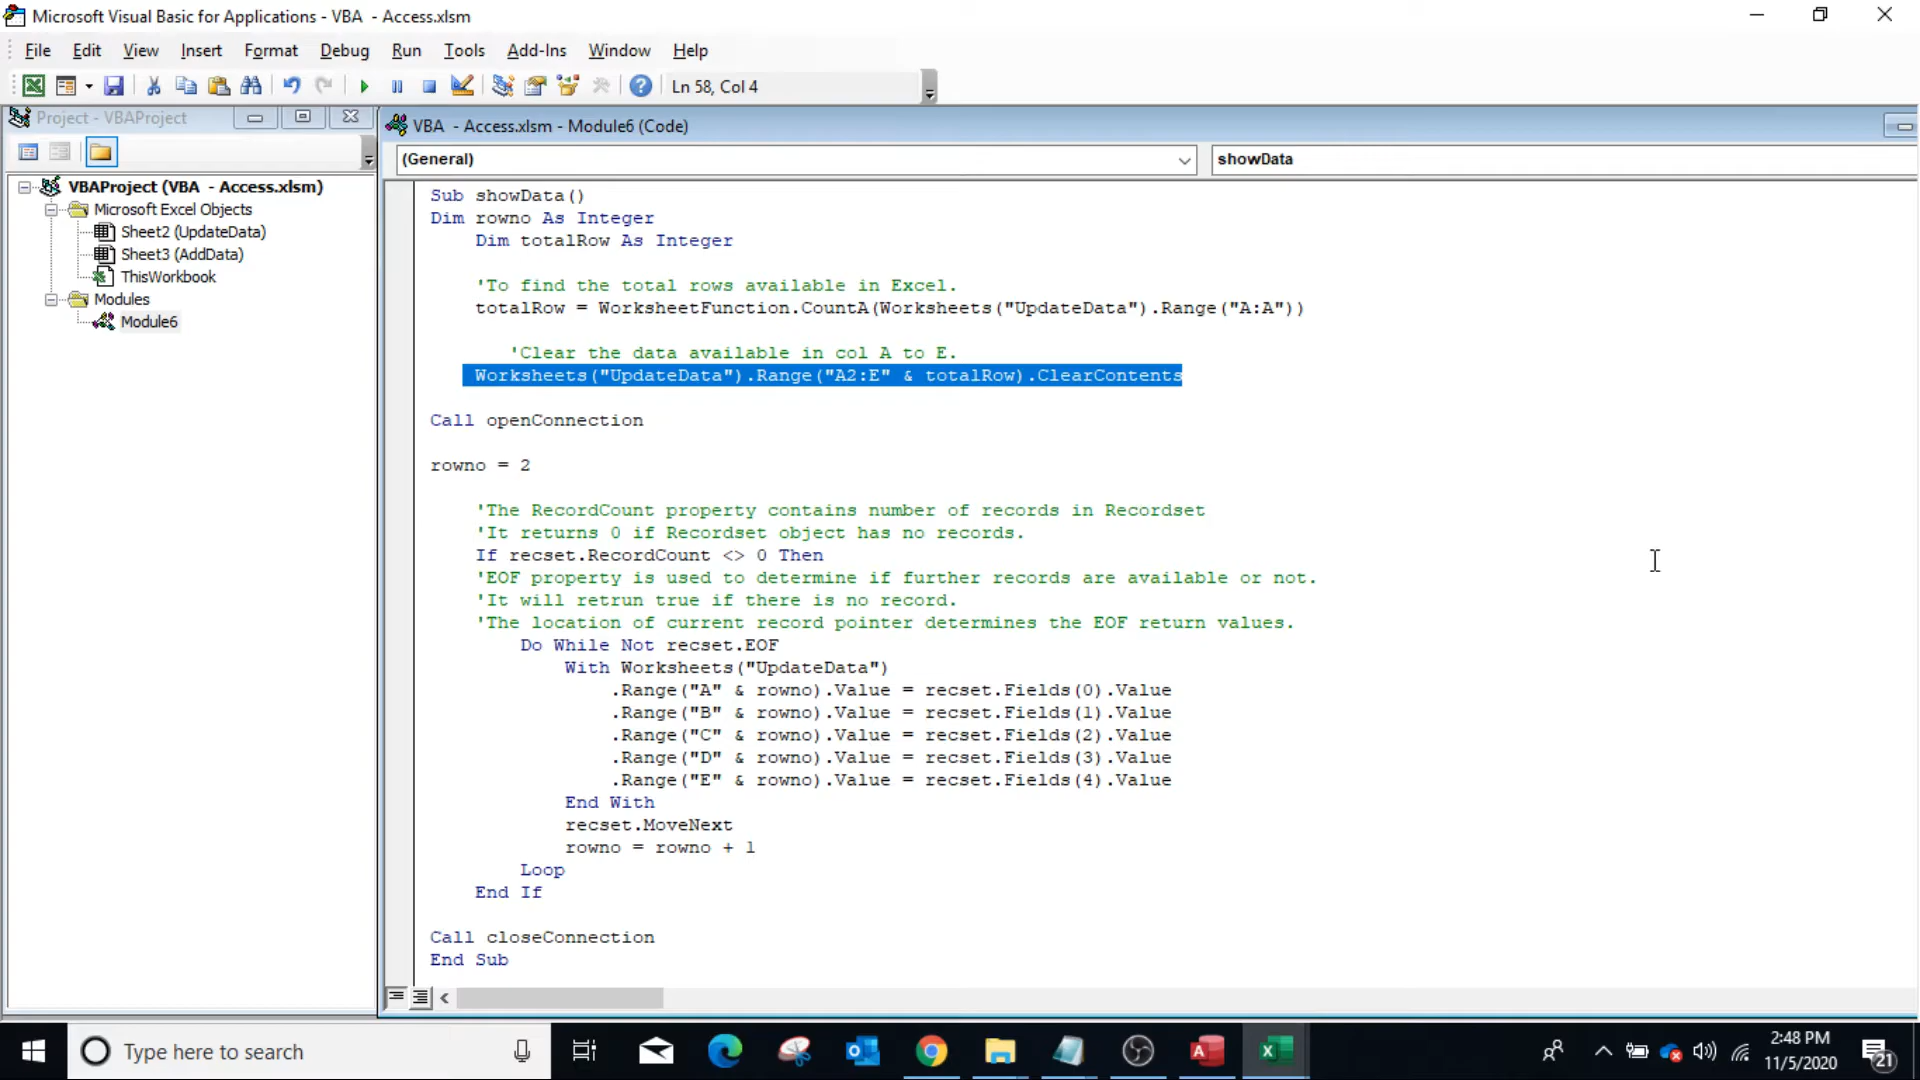 Microsoft Visual Basic for Applications - VBA - Access.xlsm
File Edit View Insert Format Debug Run Tools Add-Ins Window Help
Ln 58, Col 4
Project - VBAProject
VBA - Access.xlsm - Module6 (Code)
(General)
showData
VBAProject (VBA - Access.xlsm)
Microsoft Excel Objects
Sheet2 (UpdateData)
Sheet3 (AddData)
ThisWorkbook
Modules
Module6
Sub showData()
Dim rowno As Integer
Dim totalRow As Integer
'To find the total rows available in Excel.
totalRow = WorksheetFunction.CountA(Worksheets("UpdateData").Range("A:A"))
'Clear the data available in col A to E.
Worksheets("UpdateData").Range("A2:E" & totalRow).ClearContents
Call openConnection
rowno = 2
'The RecordCount property contains number of records in Recordset
'It returns 0 if Recordset object has no records.
If recset.RecordCount <> 0 Then
'EOF property is used to determine if further records are available or not.
'It will retrun true if there is no record.
'The location of current record pointer determines the EOF return values.
Do While Not recset.EOF
With Worksheets("UpdateData")
.Range("A" & rowno).Value = recset.Fields(0).Value
.Range("B" & rowno).Value = recset.Fields(1).Value
.Range("C" & rowno).Value = recset.Fields(2).Value
.Range("D" & rowno).Value = recset.Fields(3).Value
.Range("E" & rowno).Value = recset.Fields(4).Value
End With
recset.MoveNext
rowno = rowno + 1
Loop
End If
Call closeConnection
End Sub
Type here to search
2:48 PM
11/5/2020
21